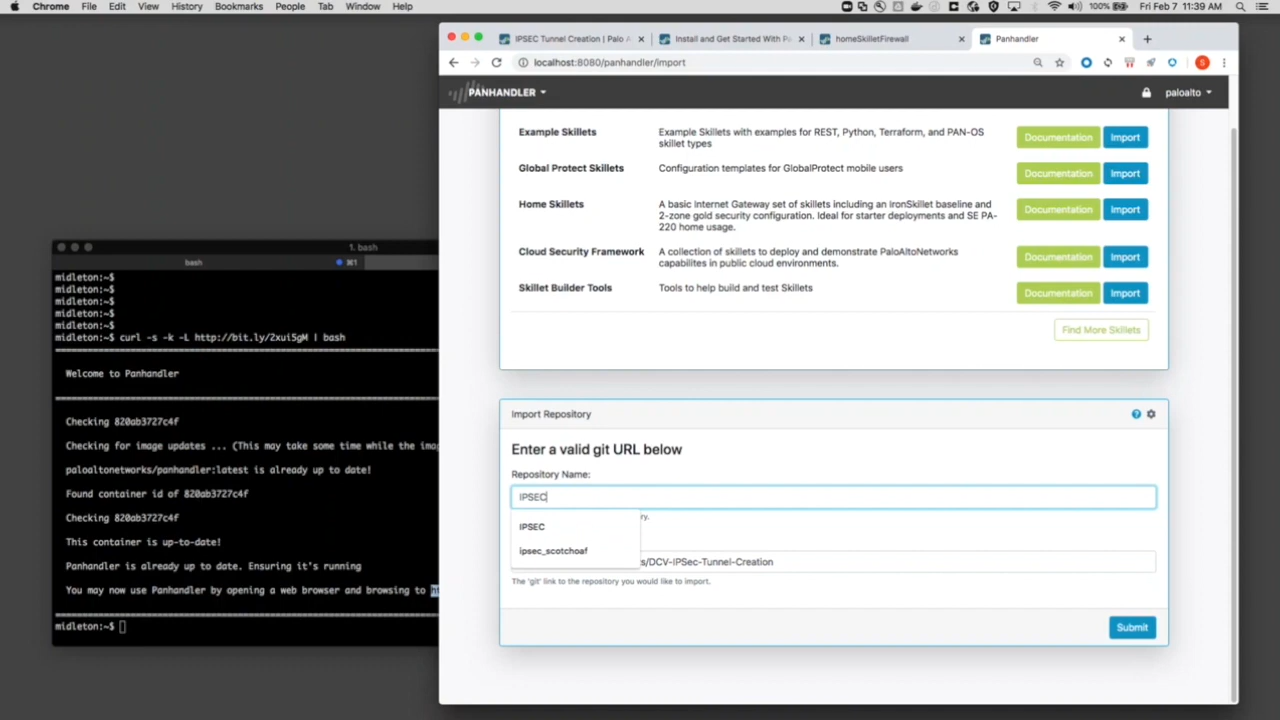 Chrome File Edit View History Bookmarks People Tab Window Help 100% Fri Feb 7 11:39 AM
IPSEC Tunnel Creation | Palo A
Install and Get Started With Pa
homeSkilletFirewall
Panhandler
localhost:8080/panhandler/import
PANHANDLER
paloalto
Example Skillets
Example Skillets with examples for REST, Python, Terraform, and PAN-OS
skillet types
Documentation Import
Global Protect Skillets
Configuration templates for GlobalProtect mobile users
Documentation Import
Home Skillets
A basic Internet Gateway set of skillets including an IronSkillet baseline and
2-zone gold security configuration. Ideal for starter deployments and SE PA-
220 home usage.
Documentation Import
Cloud Security Framework
A collection of skillets to deploy and demonstrate PaloAltoNetworks
capabilites in public cloud environments.
Documentation Import
Skillet Builder Tools
Tools to help build and test Skillets
Documentation Import
Find More Skillets
Import Repository
Enter a valid git URL below
Repository Name:
IPSEC
ry.
IPSEC
ipsec_scotchoaf
s/DCV-IPSec-Tunnel-Creation
The 'git' link to the repository you would like to import.
Submit
1. bash
bash ⌘1
midleton:~$
midleton:~$
midleton:~$
midleton:~$
midleton:~$
midleton:~$ curl -s -k -L http://bit.ly/2xui5gM | bash
Welcome to Panhandler
Checking 820ab3727c4f
Checking for image updates ... (This may take some time while the imag
paloaltonetworks/panhandler:latest is already up to date!
Found container id of 820ab3727c4f
Checking 820ab3727c4f
This container is up-to-date!
Panhandler is already up to date. Ensuring it's running
You may now use Panhandler by opening a web browser and browsing to ht
midleton:~$